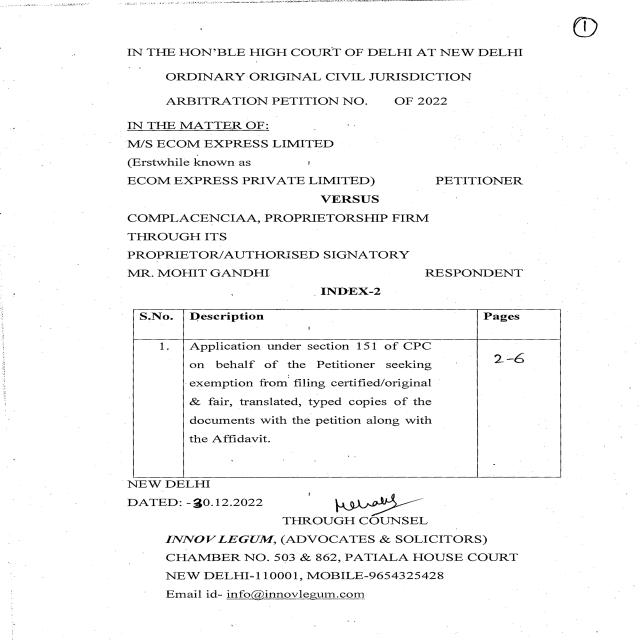 1
IN THE HON'BLE HIGH COURT OF DELHI AT NEW DELHI
ORDINARY ORIGINAL CIVIL JURISDICTION
ARBITRATION PETITION NO. OF 2022
IN THE MATTER OF:
M/S ECOM EXPRESS LIMITED
(Erstwhile known as
ECOM EXPRESS PRIVATE LIMITED) PETITIONER
VERSUS
COMPLACENCIAA, PROPRIETORSHIP FIRM
THROUGH ITS
PROPRIETOR/AUTHORISED SIGNATORY
MR. MOHIT GANDHI RESPONDENT
INDEX-2
S.No. Description Pages
1. Application under section 151 of CPC 2-6
on behalf of the Petitioner seeking
exemption from filing certified/original
& fair, translated, typed copies of the
documents with the petition along with
the Affidavit.
NEW DELHI
DATED: -30.12.2022
THROUGH COUNSEL
INNOV LEGUM, (ADVOCATES & SOLICITORS)
CHAMBER NO. 503 & 862, PATIALA HOUSE COURT
NEW DELHI-110001, MOBILE-9654325428
Email id- info@innovlegum.com